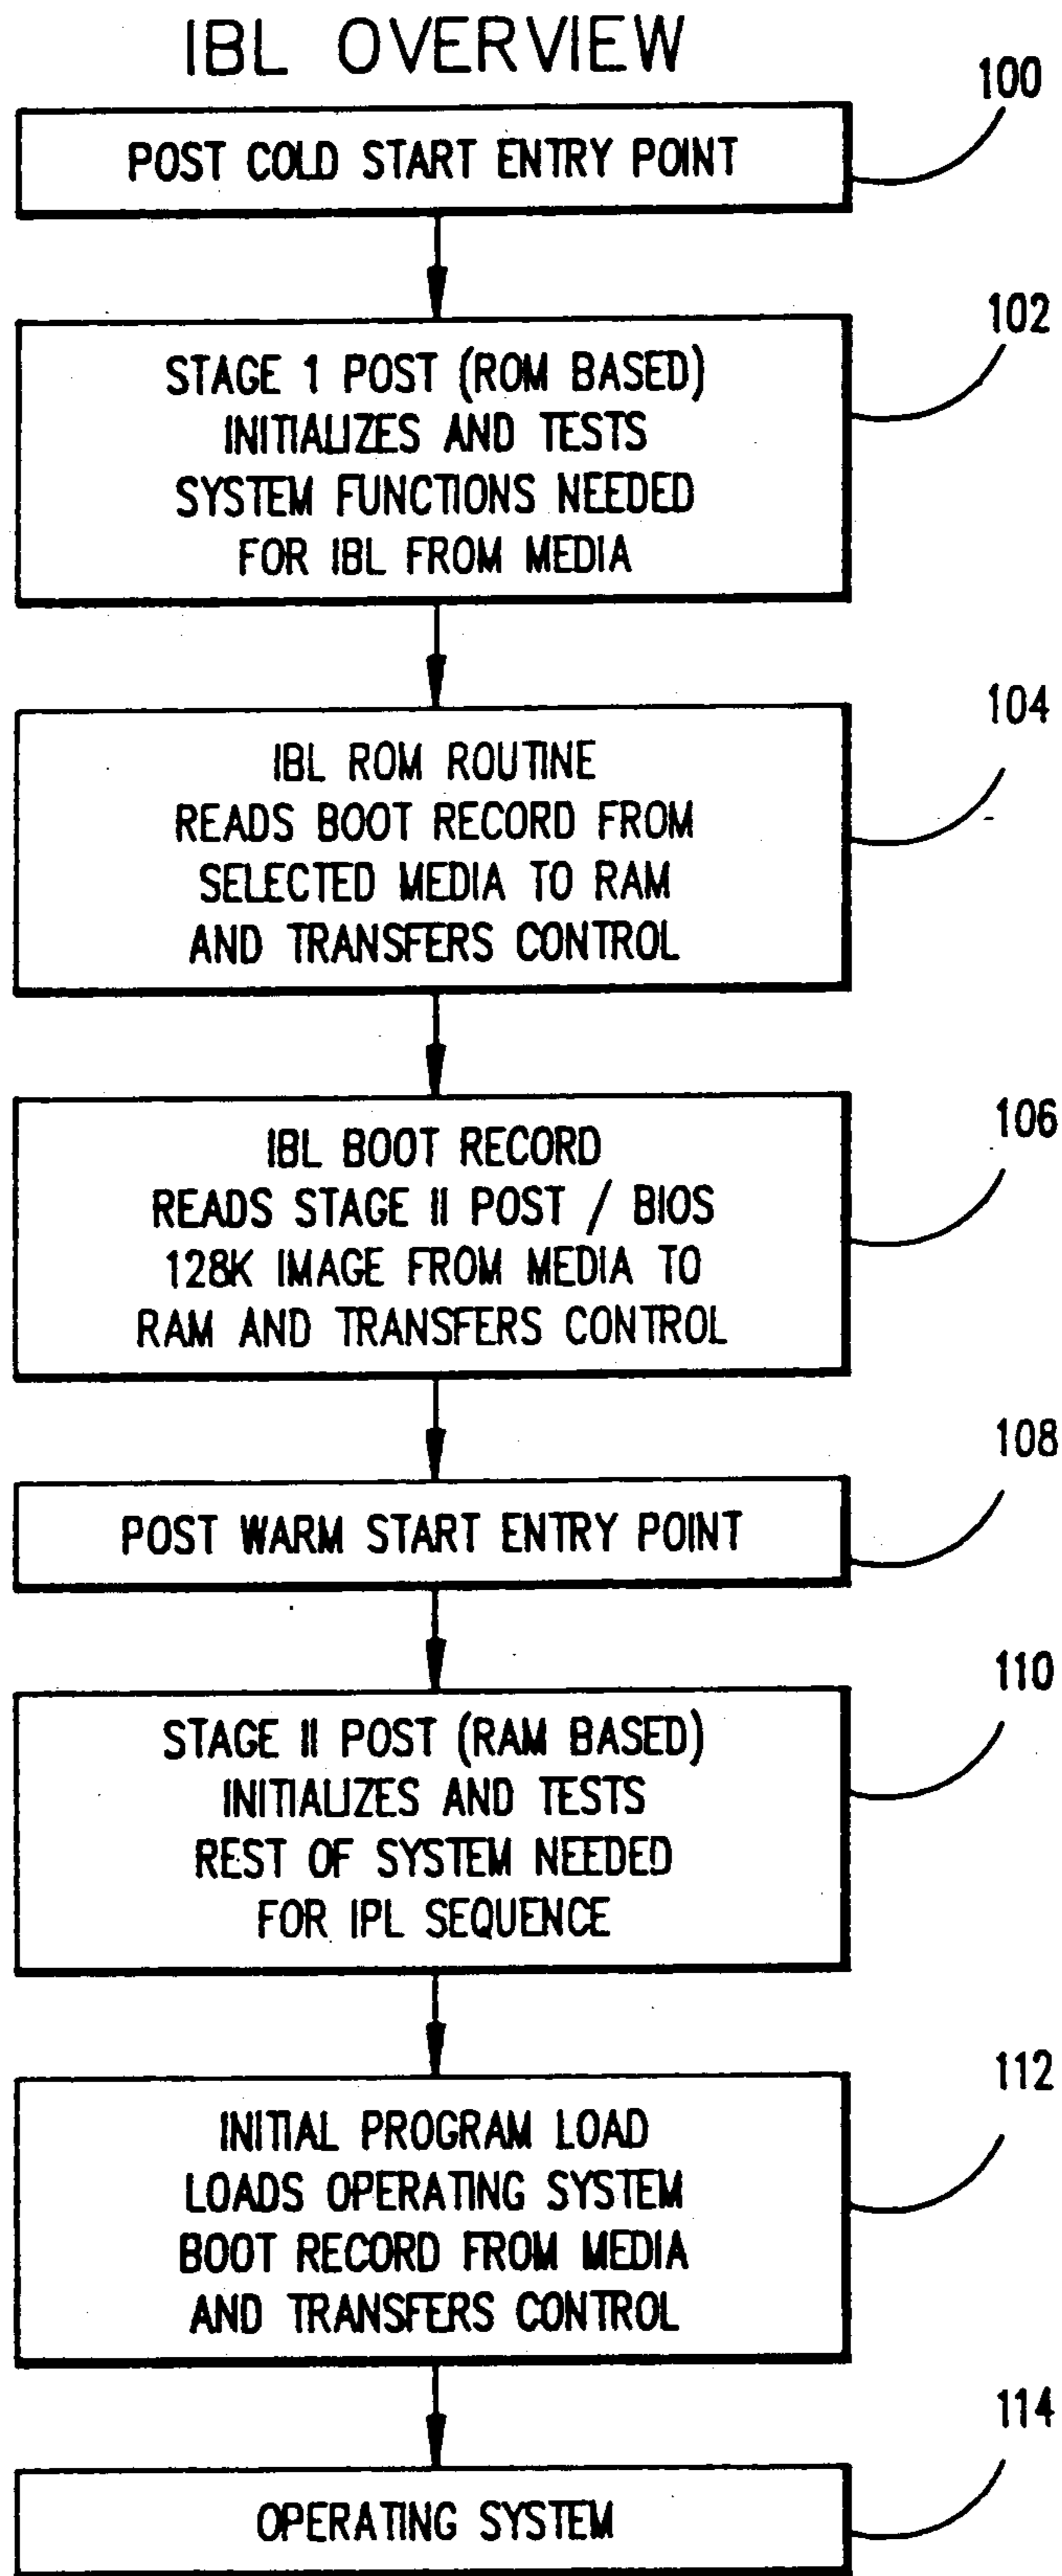 IBL OVERVIEW
100
POST COLD START ENTRY POINT
102
STAGE 1 POST (ROM BASED)
INITIALIZES AND TESTS
SYSTEM FUNCTIONS NEEDED
FOR IBL FROM MEDIA
104
IBL ROM ROUTINE
READS BOOT RECORD FROM
SELECTED MEDIA TO RAM
AND TRANSFERS CONTROL
106
IBL BOOT RECORD
READS STAGE II POST / BIOS
128K IMAGE FROM MEDIA TO
RAM AND TRANSFERS CONTROL
108
POST WARM START ENTRY POINT
110
STAGE II POST (RAM BASED)
INITIALIZES AND TESTS
REST OF SYSTEM NEEDED
FOR IPL SEQUENCE
112
INITIAL PROGRAM LOAD
LOADS OPERATING SYSTEM
BOOT RECORD FROM MEDIA
AND TRANSFERS CONTROL
114
OPERATING SYSTEM